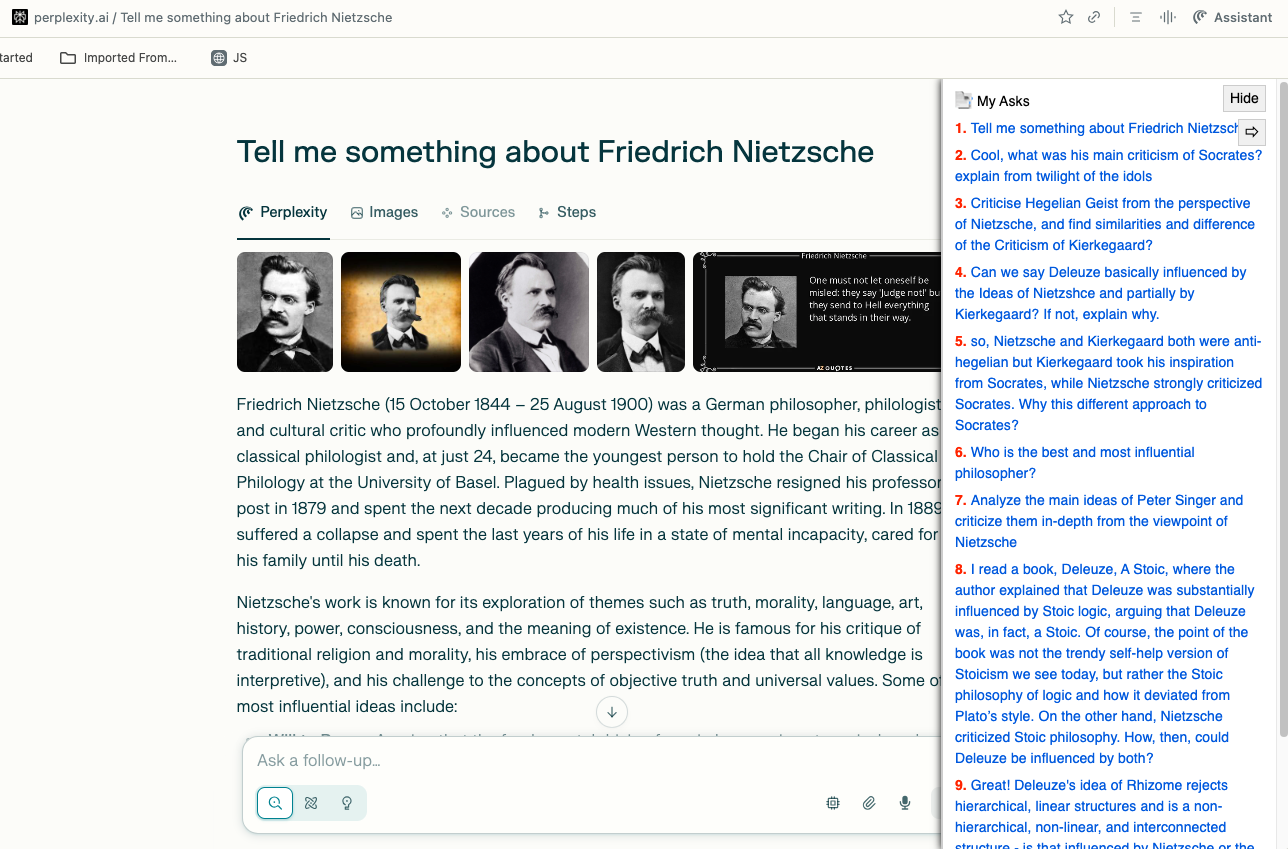 perplexity.ai / Tell me something about Friedrich Nietzsche
Assistant
tarted
Imported From...
JS
Tell me something about Friedrich Nietzsche
Perplexity
Images
Sources
Steps
Friedrich Nietzsche
One must not let oneself be
misled: they say 'Judge not!' bu
they send to Hell everything
that stands in their way.
AZ QUOTES
Friedrich Nietzsche (15 October 1844 – 25 August 1900) was a German philosopher, philologist
and cultural critic who profoundly influenced modern Western thought. He began his career as
classical philologist and, at just 24, became the youngest person to hold the Chair of Classical
Philology at the University of Basel. Plagued by health issues, Nietzsche resigned his professor
post in 1879 and spent the next decade producing much of his most significant writing. In 1889
suffered a collapse and spent the last years of his life in a state of mental incapacity, cared for
his family until his death.
Nietzsche's work is known for its exploration of themes such as truth, morality, language, art,
history, power, consciousness, and the meaning of existence. He is famous for his critique of
traditional religion and morality, his embrace of perspectivism (the idea that all knowledge is
interpretive), and his challenge to the concepts of objective truth and universal values. Some of
most influential ideas include:
Ask a follow-up...
My Asks
Hide
1. Tell me something about Friedrich Nietzsch
2. Cool, what was his main criticism of Socrates?
explain from twilight of the idols
3. Criticise Hegelian Geist from the perspective
of Nietzsche, and find similarities and difference
of the Criticism of Kierkegaard?
4. Can we say Deleuze basically influenced by
the Ideas of Nietzshce and partially by
Kierkegaard? If not, explain why.
5. so, Nietzsche and Kierkegaard both were anti-
hegelian but Kierkegaard took his inspiration
from Socrates, while Nietzsche strongly criticized
Socrates. Why this different approach to
Socrates?
6. Who is the best and most influential
philosopher?
7. Analyze the main ideas of Peter Singer and
criticize them in-depth from the viewpoint of
Nietzsche
8. I read a book, Deleuze, A Stoic, where the
author explained that Deleuze was substantially
influenced by Stoic logic, arguing that Deleuze
was, in fact, a Stoic. Of course, the point of the
book was not the trendy self-help version of
Stoicism we see today, but rather the Stoic
philosophy of logic and how it deviated from
Plato's style. On the other hand, Nietzsche
criticized Stoic philosophy. How, then, could
Deleuze be influenced by both?
9. Great! Deleuze's idea of Rhizome rejects
hierarchical, linear structures and is a non-
hierarchical, non-linear, and interconnected
structure - is that influenced by Nietzsche or the